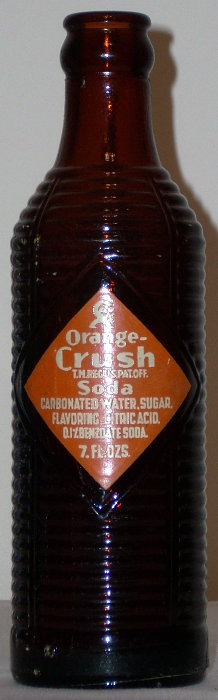 Orange-
Crush
T.M.REG.U.S.PAT.OFF.
Soda
CARBONATED WATER, SUGAR,
FLAVORING, CITRIC ACID,
0.1% BENZOATE SODA.
7. FL. OZS.